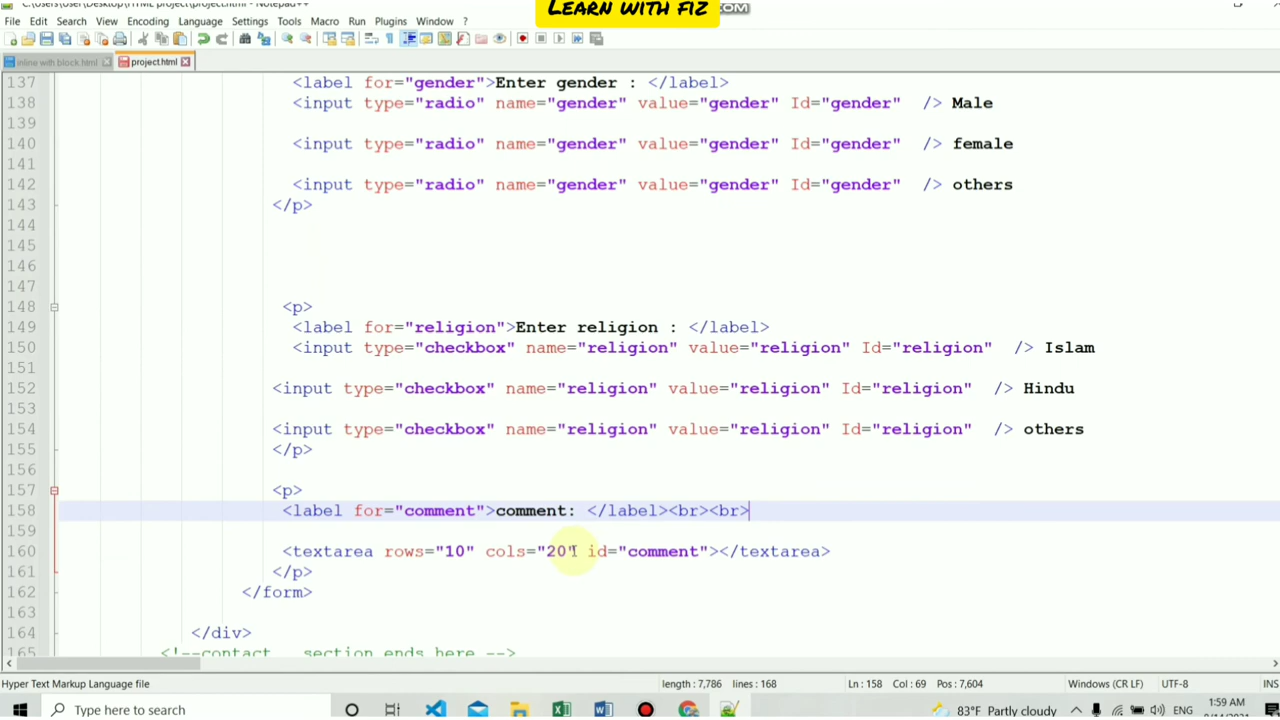 LEARN WITH FIZ
.COM
File Edit Search View Encoding Language Settings Tools Macro Run Plugins Window ?
inline with block.html project.html
137 <label for="gender">Enter gender : </label>
138 <input type="radio" name="gender" value="gender" Id="gender" /> Male
139
140 <input type="radio" name="gender" value="gender" Id="gender" /> female
141
142 <input type="radio" name="gender" value="gender" Id="gender" /> others
143 </p>
144
145
146
147
148 <p>
149 <label for="religion">Enter religion : </label>
150 <input type="checkbox" name="religion" value="religion" Id="religion" /> Islam
151
152 <input type="checkbox" name="religion" value="religion" Id="religion" /> Hindu
153
154 <input type="checkbox" name="religion" value="religion" Id="religion" /> others
155 </p>
156
157 <p>
158 <label for="comment">comment: </label><br><br>
159
160 <textarea rows="10" cols="20" id="comment"></textarea>
161 </p>
162 </form>
163
164 </div>
165 <!--contact section ends here -->
Hyper Text Markup Language file length : 7,786 lines : 168 Ln : 158 Col : 69 Pos : 7,604 Windows (CR LF) UTF-8 INS
Type here to search 83°F Partly cloudy ENG 1:59 AM